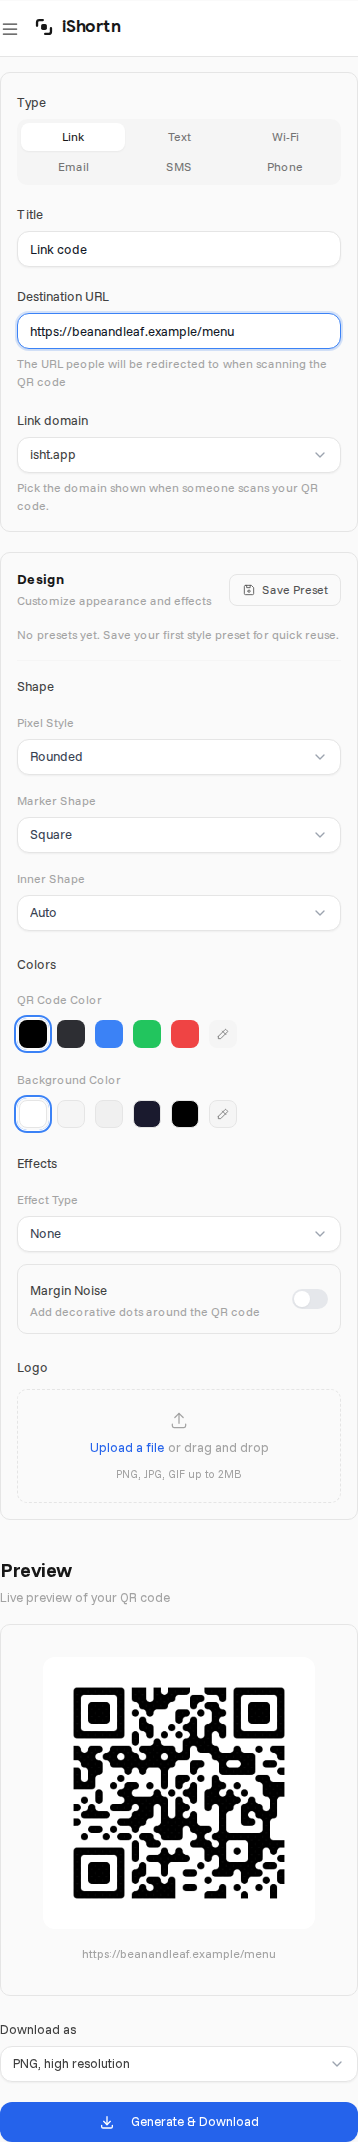 iShortn
Type
Link
Text
Wi-Fi
Email
SMS
Phone
Title
Link code
Destination URL
https://beanandleaf.example/menu
The URL people will be redirected to when scanning the
QR code
Link domain
isht.app
Pick the domain shown when someone scans your QR
code.
Design
Customize appearance and effects
Save Preset
No presets yet. Save your first style preset for quick reuse.
Shape
Pixel Style
Rounded
Marker Shape
Square
Inner Shape
Auto
Colors
QR Code Color
Background Color
Effects
Effect Type
None
Margin Noise
Add decorative dots around the QR code
Logo
Upload a file or drag and drop
PNG, JPG, GIF up to 2MB
Preview
Live preview of your QR code
https://beanandleaf.example/menu
Download as
PNG, high resolution
Generate & Download